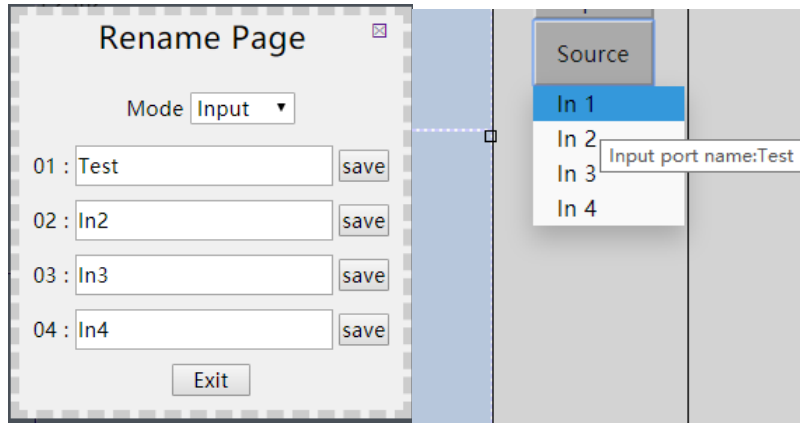 Rename Page
Mode Input
01 : Test save
02 : In2 save
03 : In3 save
04 : In4 save
Exit
Source
In 1
In 2
Input port name:Test
In 3
In 4